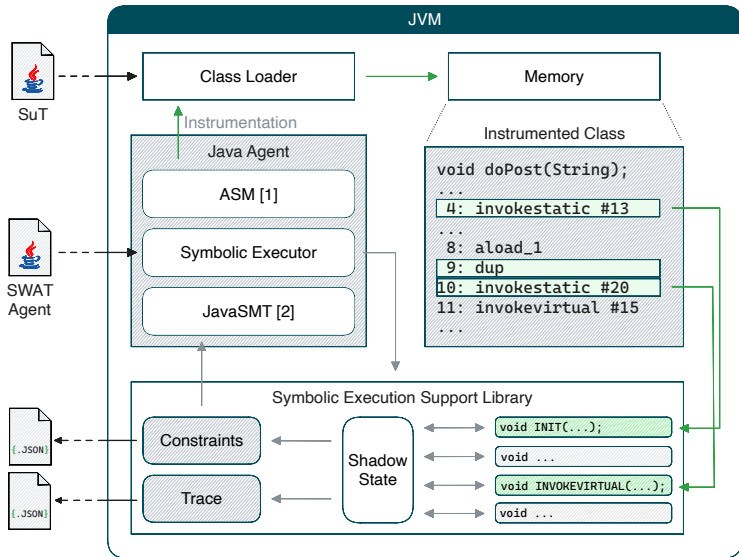 JVM
SuT
Class Loader
Memory
Instrumentation
Java Agent
ASM [1]
Symbolic Executor
JavaSMT [2]
SWAT
Agent
Instrumented Class
void doPost(String);
...
4: invokestatic #13
...
8: aload_1
9: dup
10: invokestatic #20
11: invokevirtual #15
...
Symbolic Execution Support Library
{.JSON}
Constraints
Shadow
State
void INIT(...);
void ...
void INVOKEVIRTUAL(...);
void ...
{.JSON}
Trace